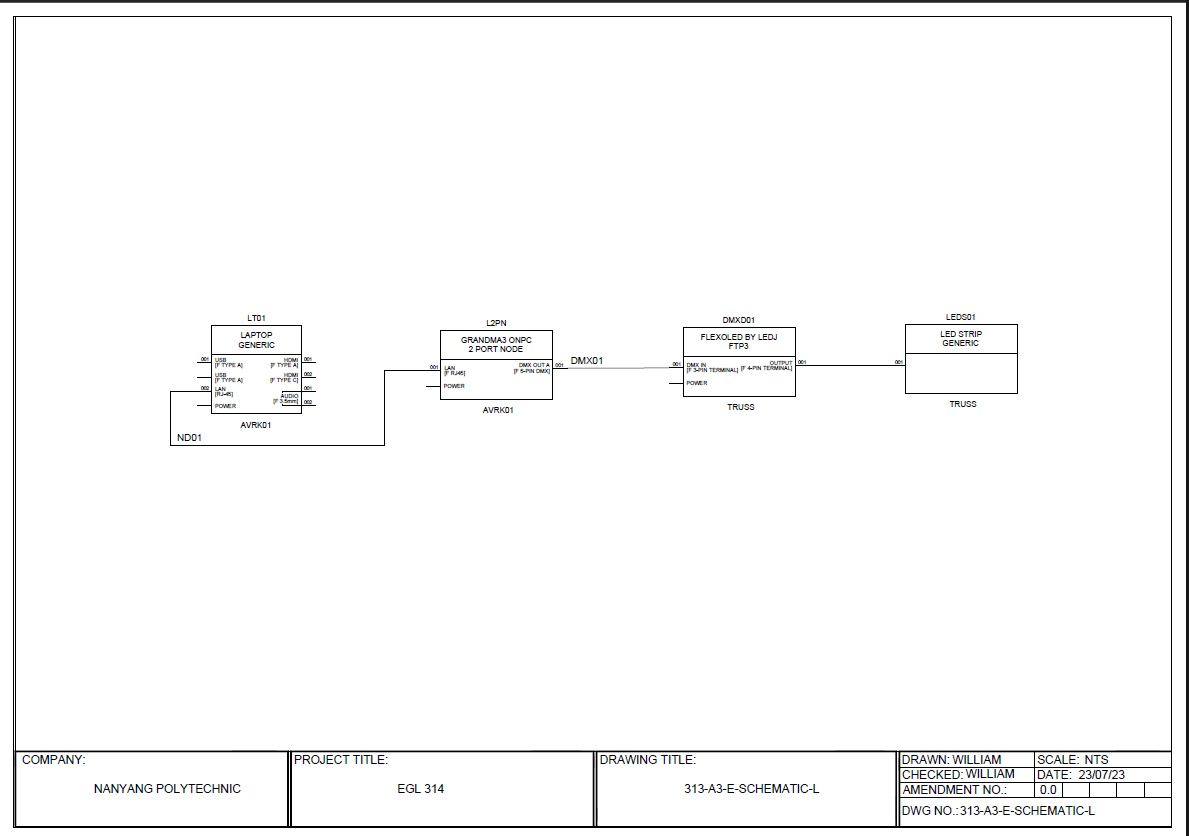 LT01
LAPTOP
GENERIC
001 USB [F TYPE A] HDMI [F TYPE A] 001
USB [F TYPE A] HDMI [F TYPE C] 002
002 LAN [RJ45] 001
AUDIO [F 3.5mm] 002
POWER
AVRK01
ND01
L2PN
GRANDMA3 ONPC
2 PORT NODE
001 LAN [F RJ45] DMX OUT A [F 5-PIN DMX] 001
POWER
AVRK01
DMX01
DMXD01
FLEXOLED BY LEDJ
FTP3
001 DMX IN [F 3-PIN TERMINAL] OUTPUT [F 4-PIN TERMINAL] 001
POWER
TRUSS
LEDS01
LED STRIP
GENERIC
001
TRUSS
COMPANY:
NANYANG POLYTECHNIC
PROJECT TITLE:
EGL 314
DRAWING TITLE:
313-A3-E-SCHEMATIC-L
DRAWN: WILLIAM SCALE: NTS
CHECKED: WILLIAM DATE: 23/07/23
AMENDMENT NO.: 0.0
DWG NO.: 313-A3-E-SCHEMATIC-L